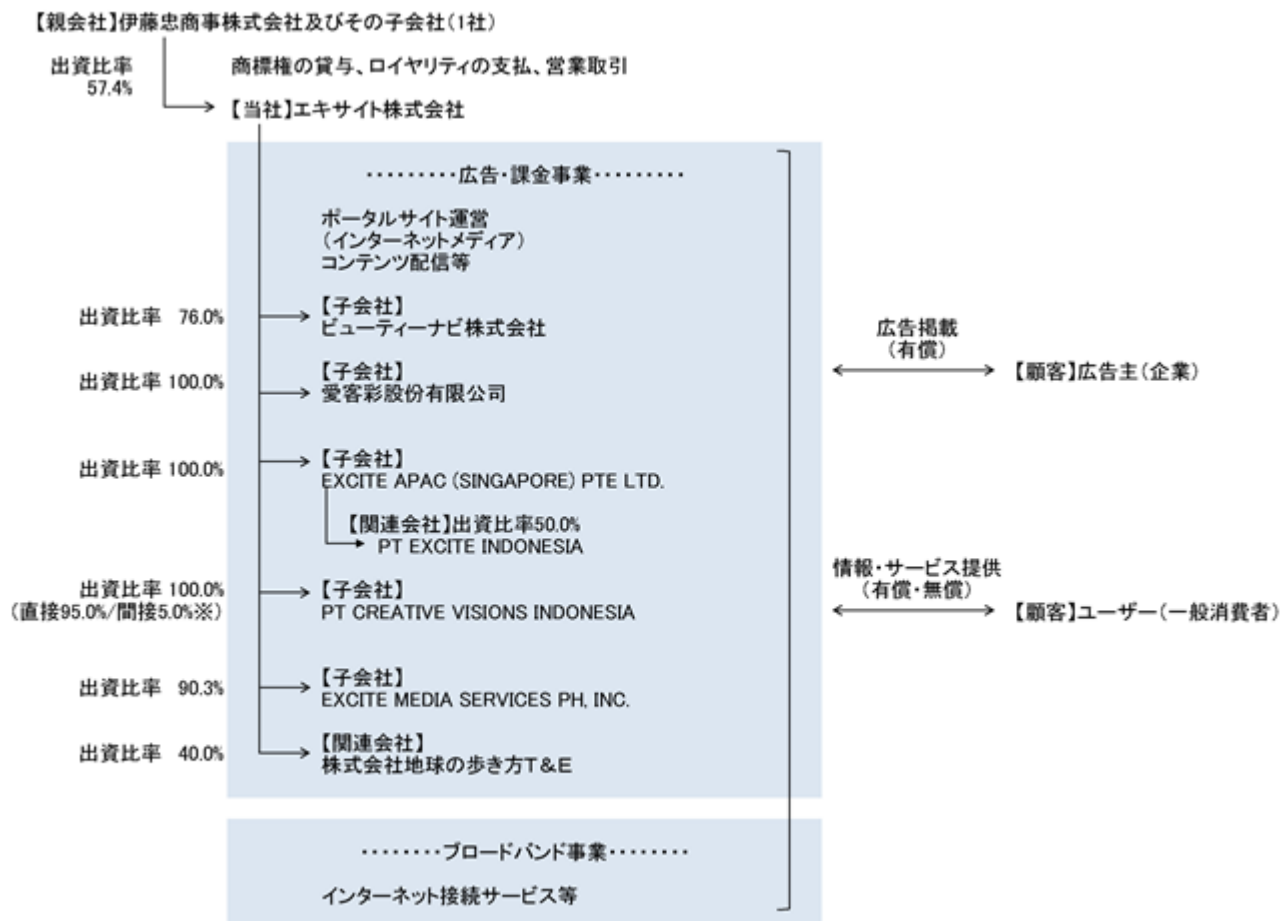 【親会社】伊藤忠商事株式会社及びその子会社(1社)
出資比率
57.4%
商標権の貸与、ロイヤリティの支払、営業取引
【当社】エキサイト株式会社
・・・・・・・・・広告・課金事業・・・・・・・・・
ポータルサイト運営
(インターネットメディア)
コンテンツ配信等
出資比率 76.0%
【子会社】
ビューティーナビ株式会社
出資比率 100.0%
【子会社】
愛客彩股份有限公司
出資比率 100.0%
【子会社】
EXCITE APAC (SINGAPORE) PTE LTD.
【関連会社】出資比率50.0%
PT EXCITE INDONESIA
出資比率 100.0%
(直接95.0%/間接5.0%※)
【子会社】
PT CREATIVE VISIONS INDONESIA
出資比率 90.3%
【子会社】
EXCITE MEDIA SERVICES PH, INC.
出資比率 40.0%
【関連会社】
株式会社地球の歩き方T&E
広告掲載
(有償)
【顧客】広告主(企業)
情報・サービス提供
(有償・無償)
【顧客】ユーザー(一般消費者)
・・・・・・・・ブロードバンド事業・・・・・・・・
インターネット接続サービス等